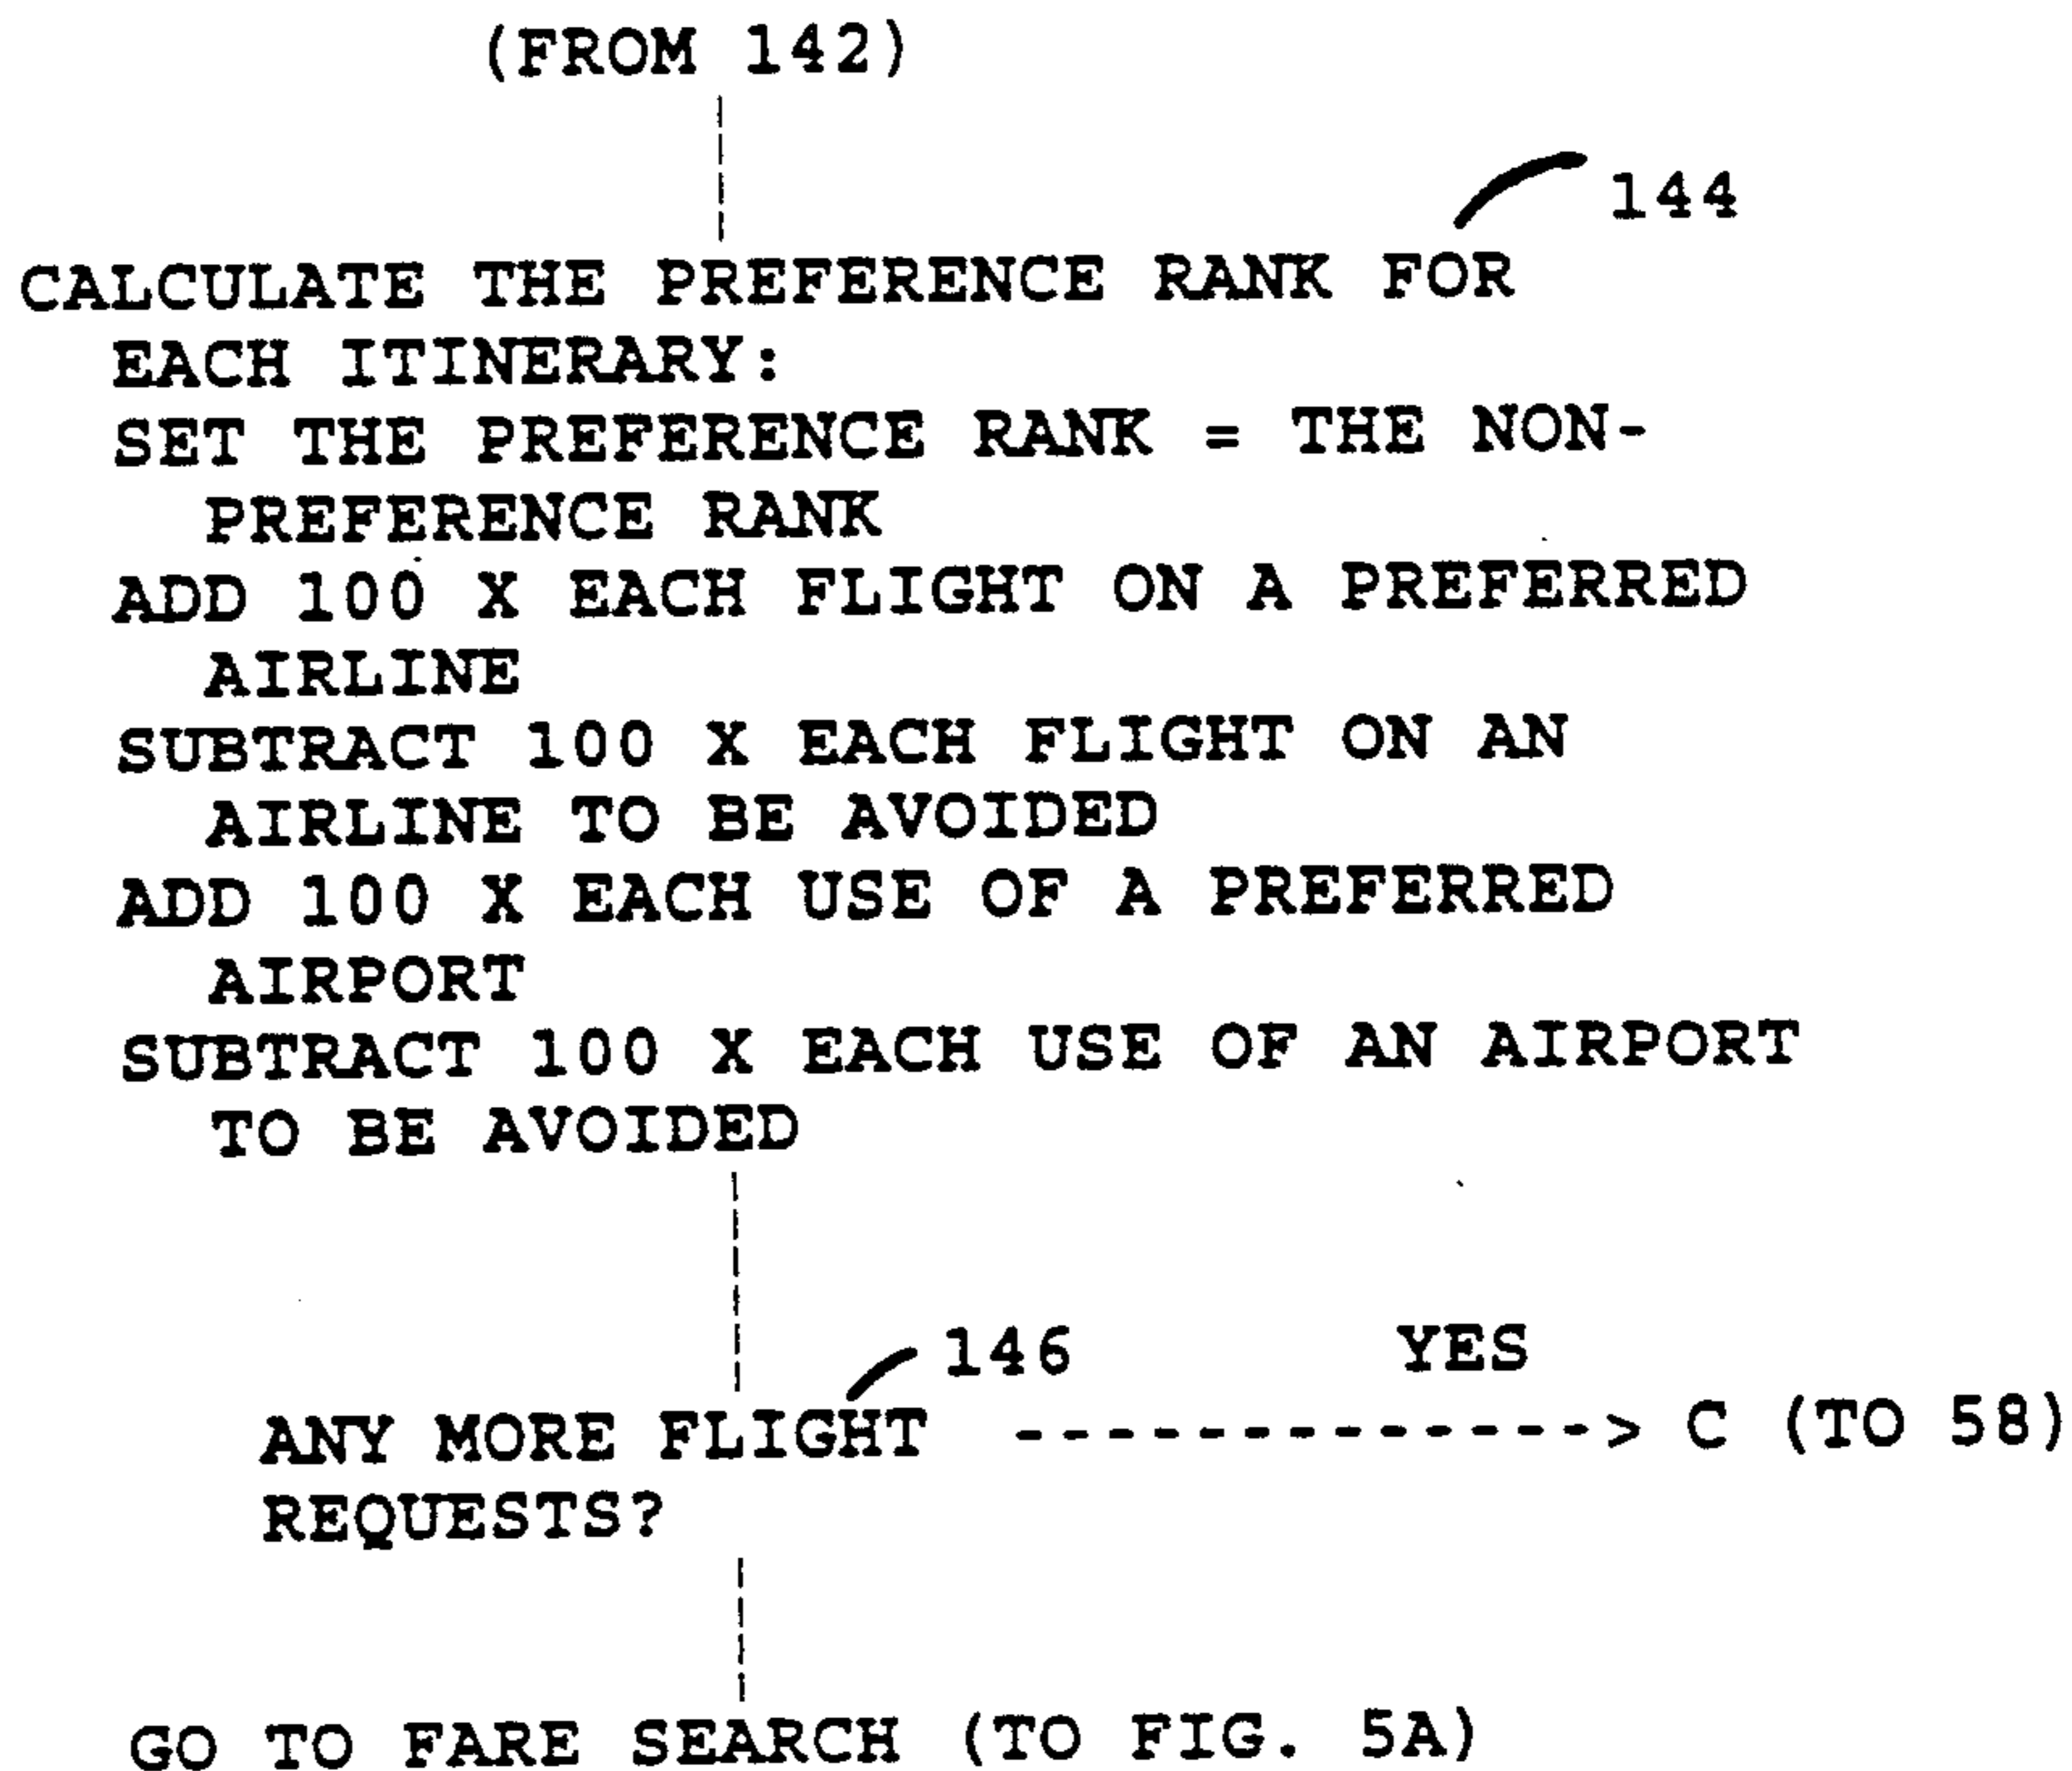 (FROM 142)
144
CALCULATE THE PREFERENCE RANK FOR
EACH ITINERARY:
SET THE PREFERENCE RANK = THE NON-
PREFERENCE RANK
ADD 100 X EACH FLIGHT ON A PREFERRED
AIRLINE
SUBTRACT 100 X EACH FLIGHT ON AN
AIRLINE TO BE AVOIDED
ADD 100 X EACH USE OF A PREFERRED
AIRPORT
SUBTRACT 100 X EACH USE OF AN AIRPORT
TO BE AVOIDED
146 YES
ANY MORE FLIGHT -------------> C (TO 58)
REQUESTS?
GO TO FARE SEARCH (TO FIG. 5A)